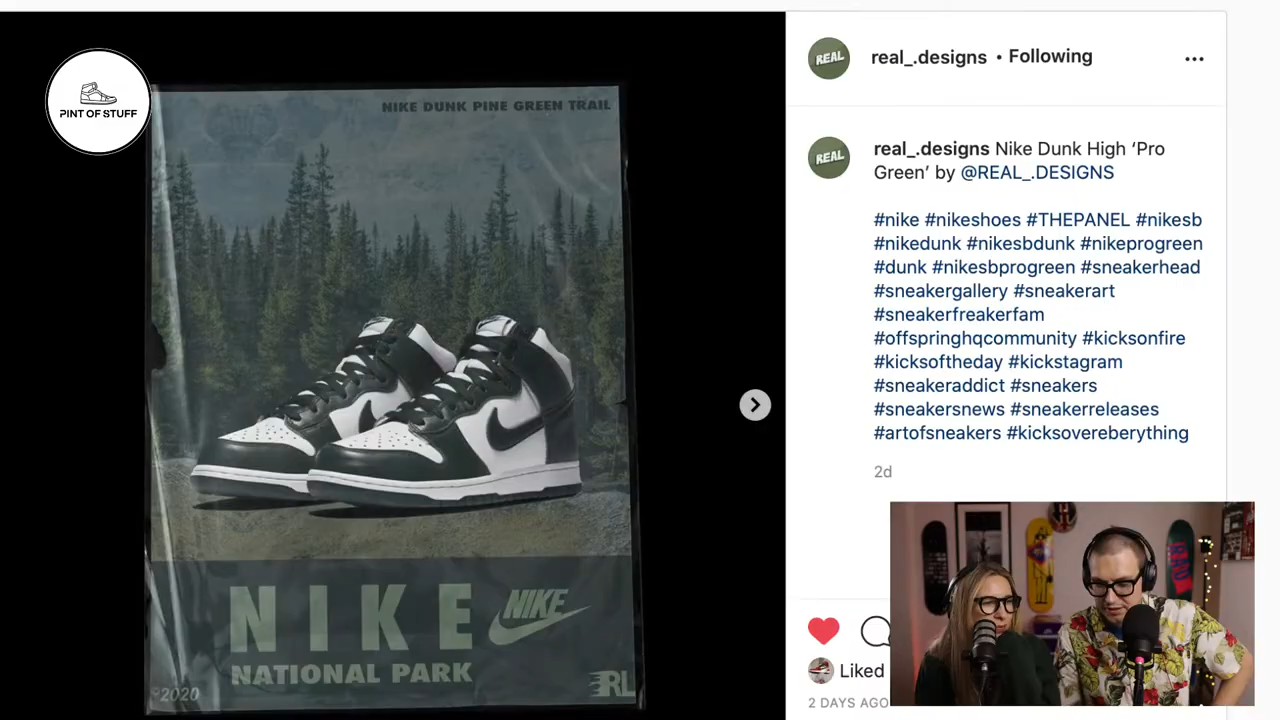 real_.designs • Following
PINT OF STUFF
NIKE DUNK PINE GREEN TRAIL
real_.designs Nike Dunk High ‘Pro
Green’ by @REAL_.DESIGNS
#nike #nikeshoes #THEPANEL #nikesb
#nikedunk #nikesbdunk #nikeprogreen
#dunk #nikesbprogreen #sneakerhead
#sneakergallery #sneakerart
#sneakerfreakerfam
#offspringhqcommunity #kicksonfire
#kicksoftheday #kickstagram
#sneakeraddict #sneakers
#sneakersnews #sneakerreleases
#artofsneakers #kicksovereberything
2d
REAL
REAL
NIKE
NIKE
NATIONAL PARK
©2020
RL
Liked
2 DAYS AGO